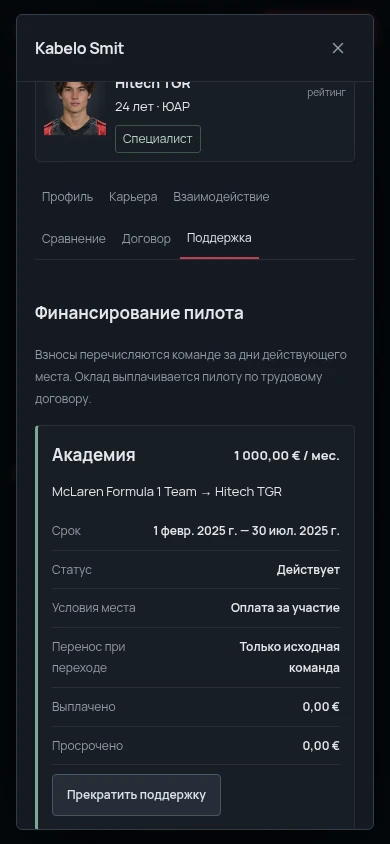 Kabelo Smit
Hitech TGR
рейтинг
24 лет · ЮАР
Специалист
Профиль Карьера Взаимодействие
Сравнение Договор Поддержка
Финансирование пилота
Взносы перечисляются команде за дни действующего
места. Оклад выплачивается пилоту по трудовому
договору.
Академия 1 000,00 € / мес.
McLaren Formula 1 Team → Hitech TGR
Срок 1 февр. 2025 г. — 30 июл. 2025 г.
Статус Действует
Условия места Оплата за участие
Перенос при Только исходная
переходе команда
Выплачено 0,00 €
Просрочено 0,00 €
Прекратить поддержку